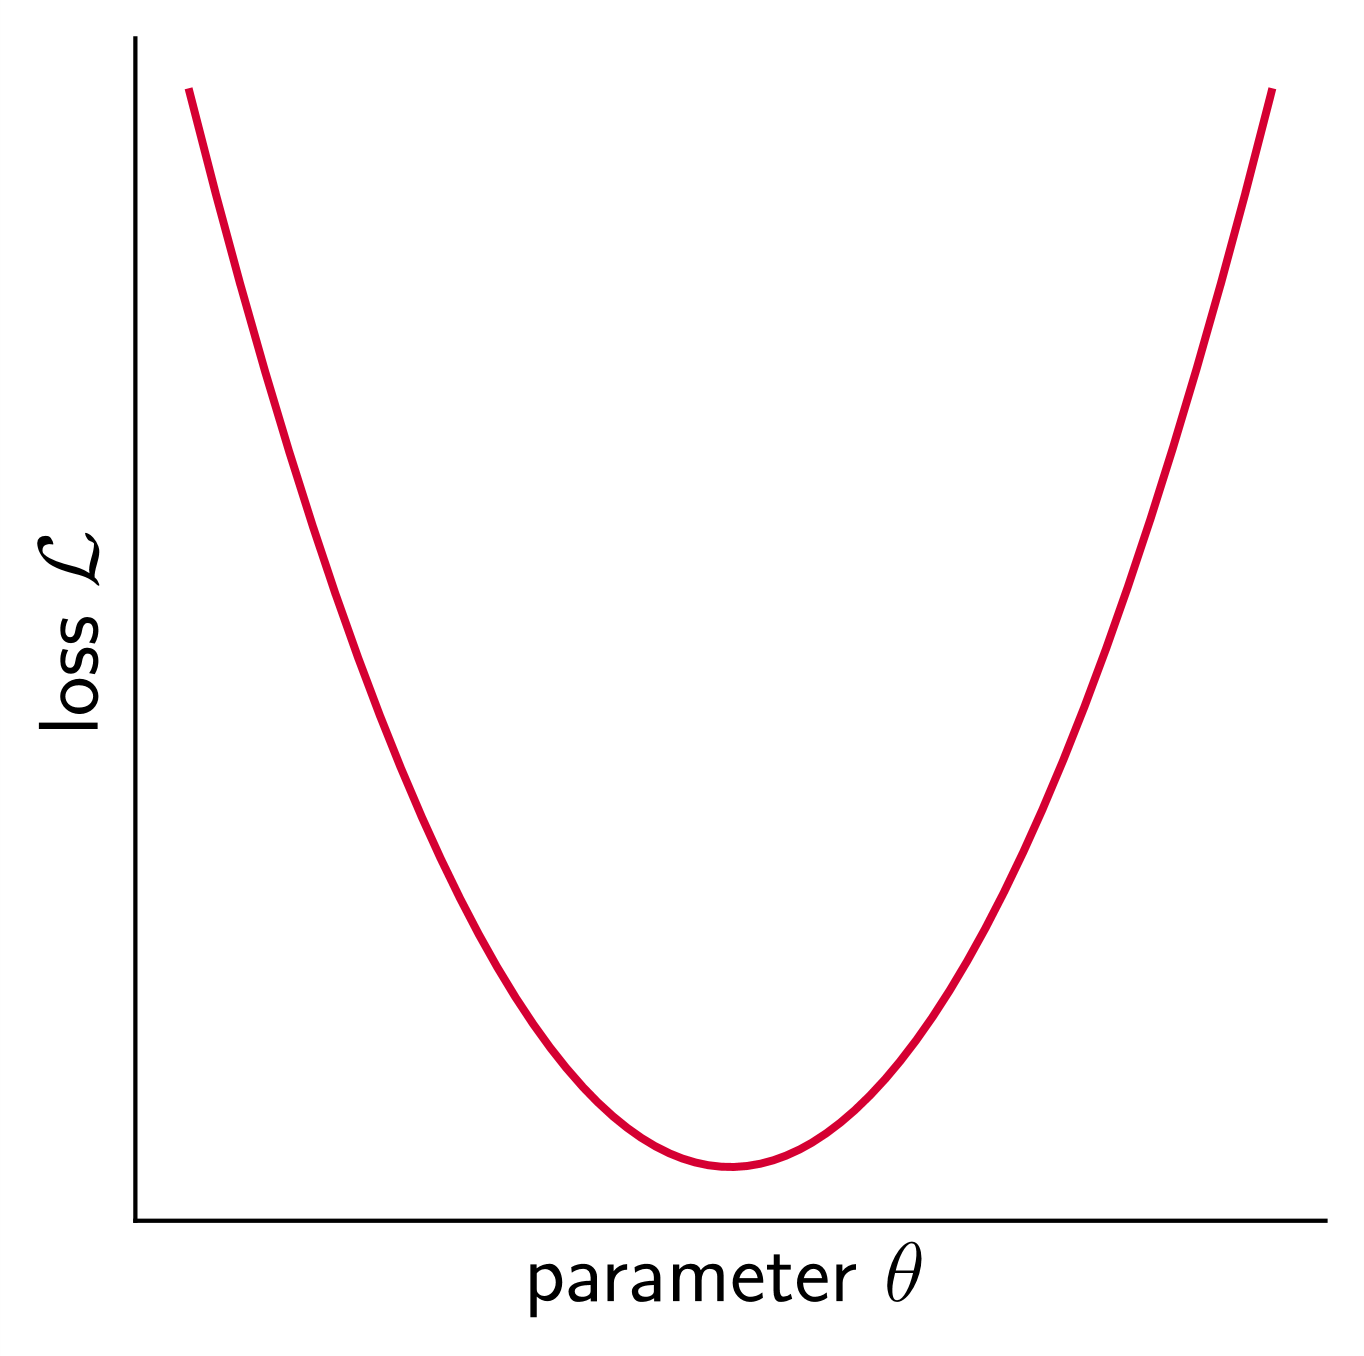 loss ℒ
parameter θ